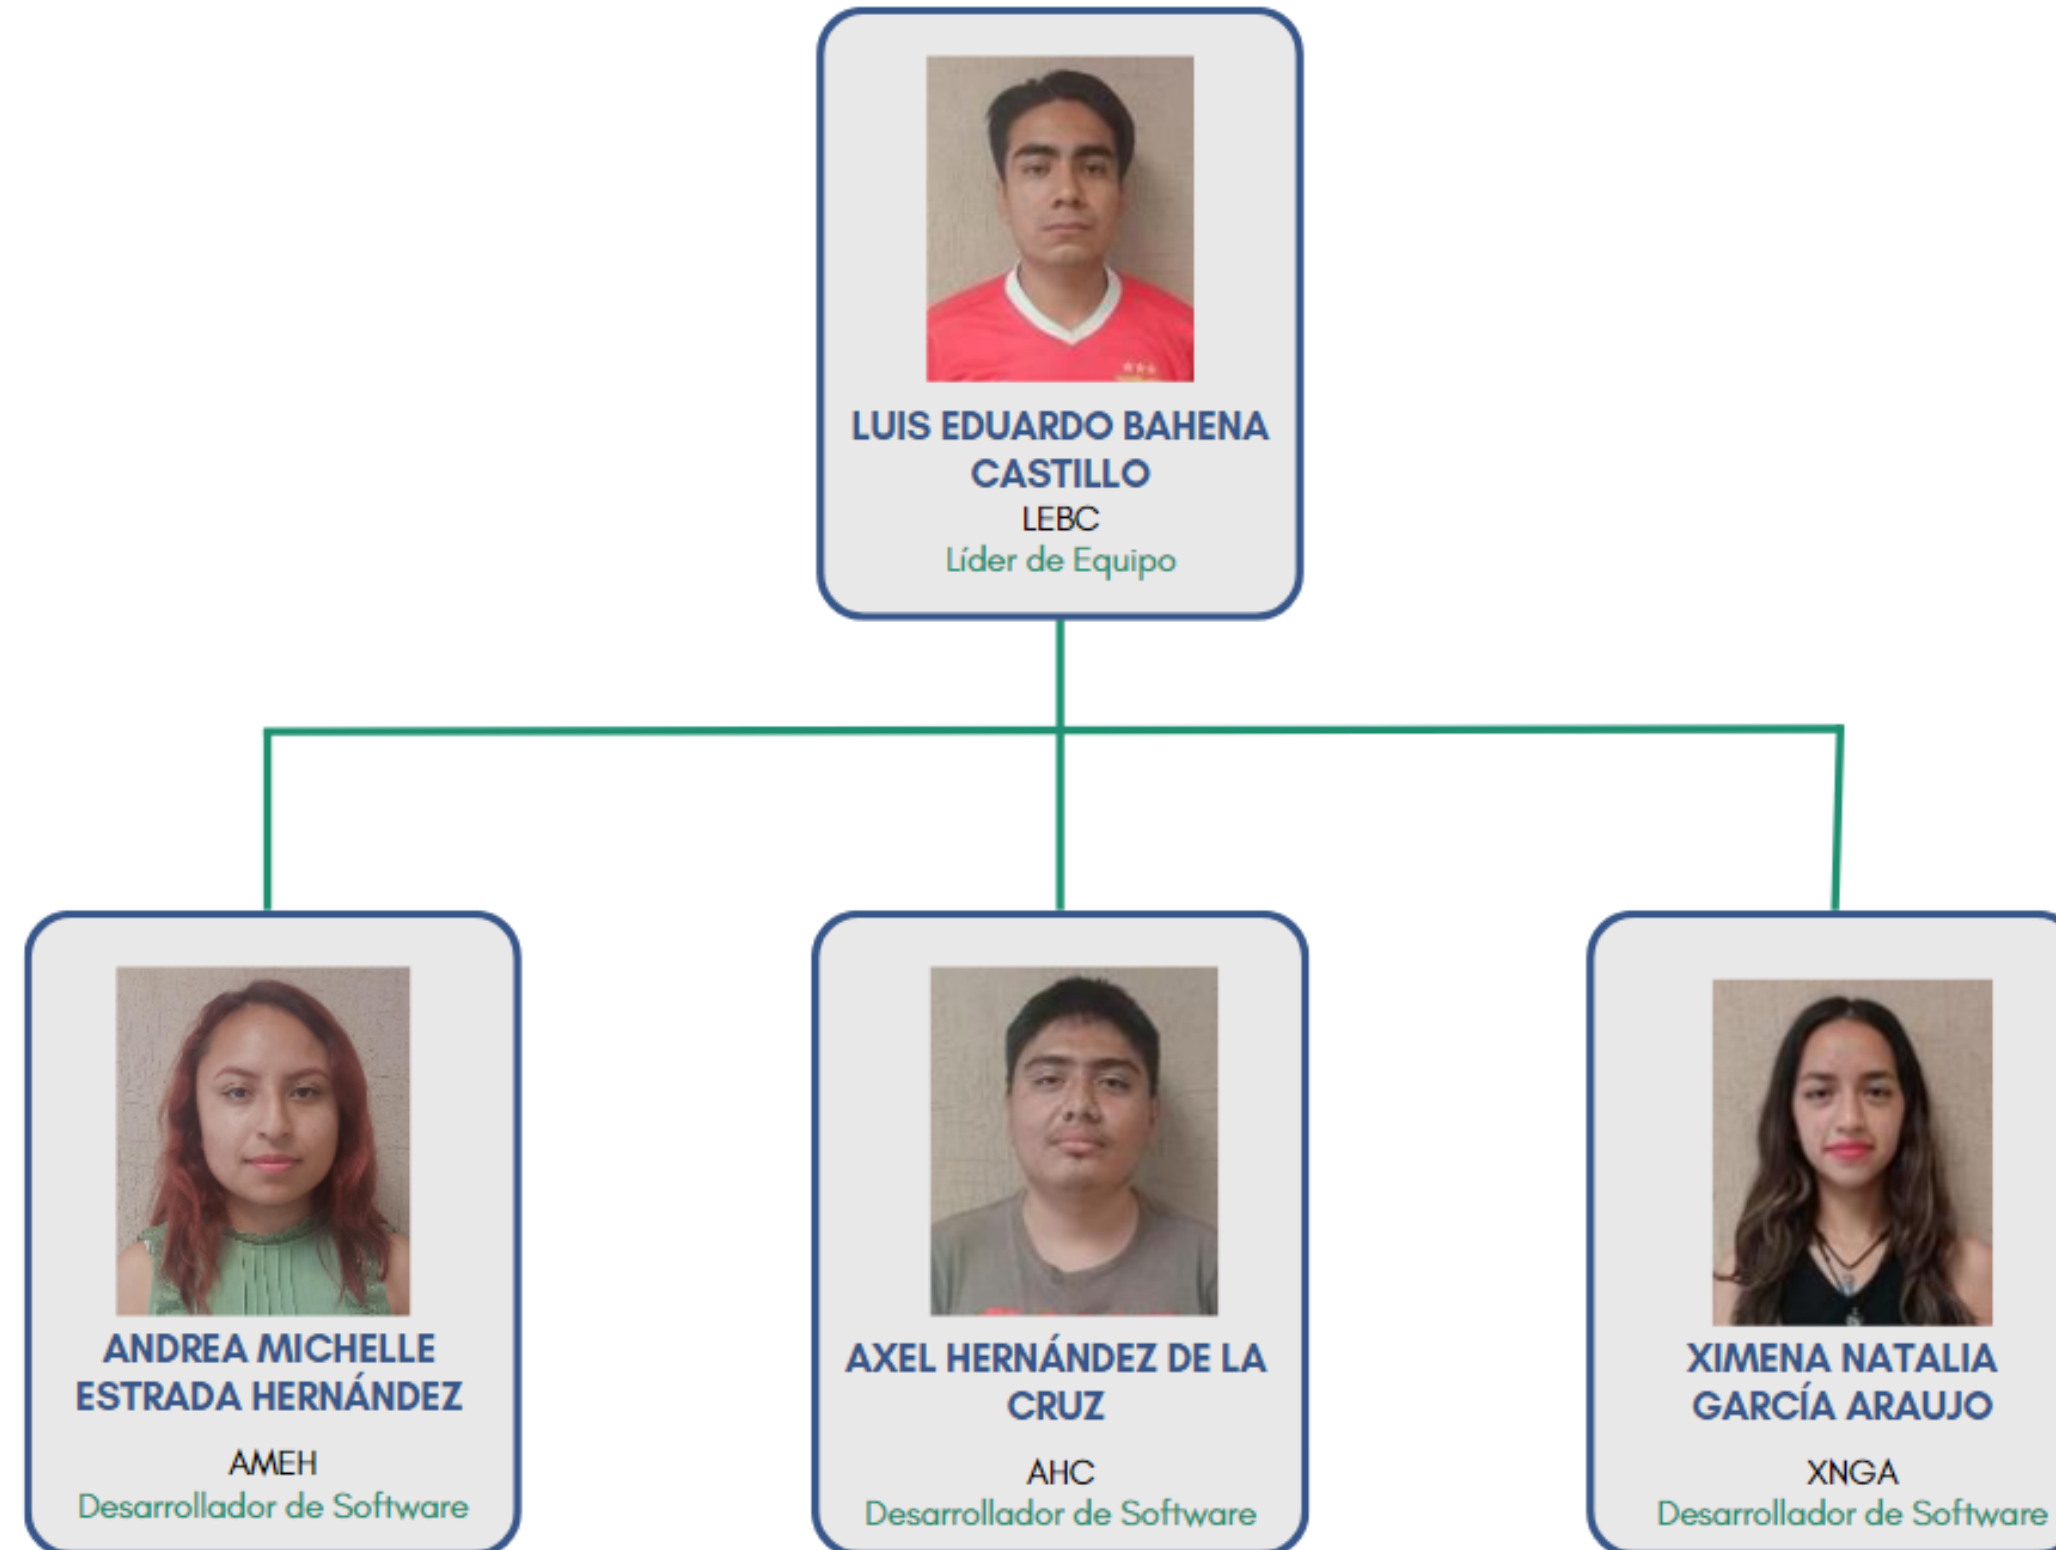 LUIS EDUARDO BAHENA
CASTILLO
LEBC
Líder de Equipo
ANDREA MICHELLE
ESTRADA HERNÁNDEZ
AMEH
Desarrollador de Software
AXEL HERNÁNDEZ DE LA
CRUZ
AHC
Desarrollador de Software
XIMENA NATALIA
GARCÍA ARAUJO
XNGA
Desarrollador de Software